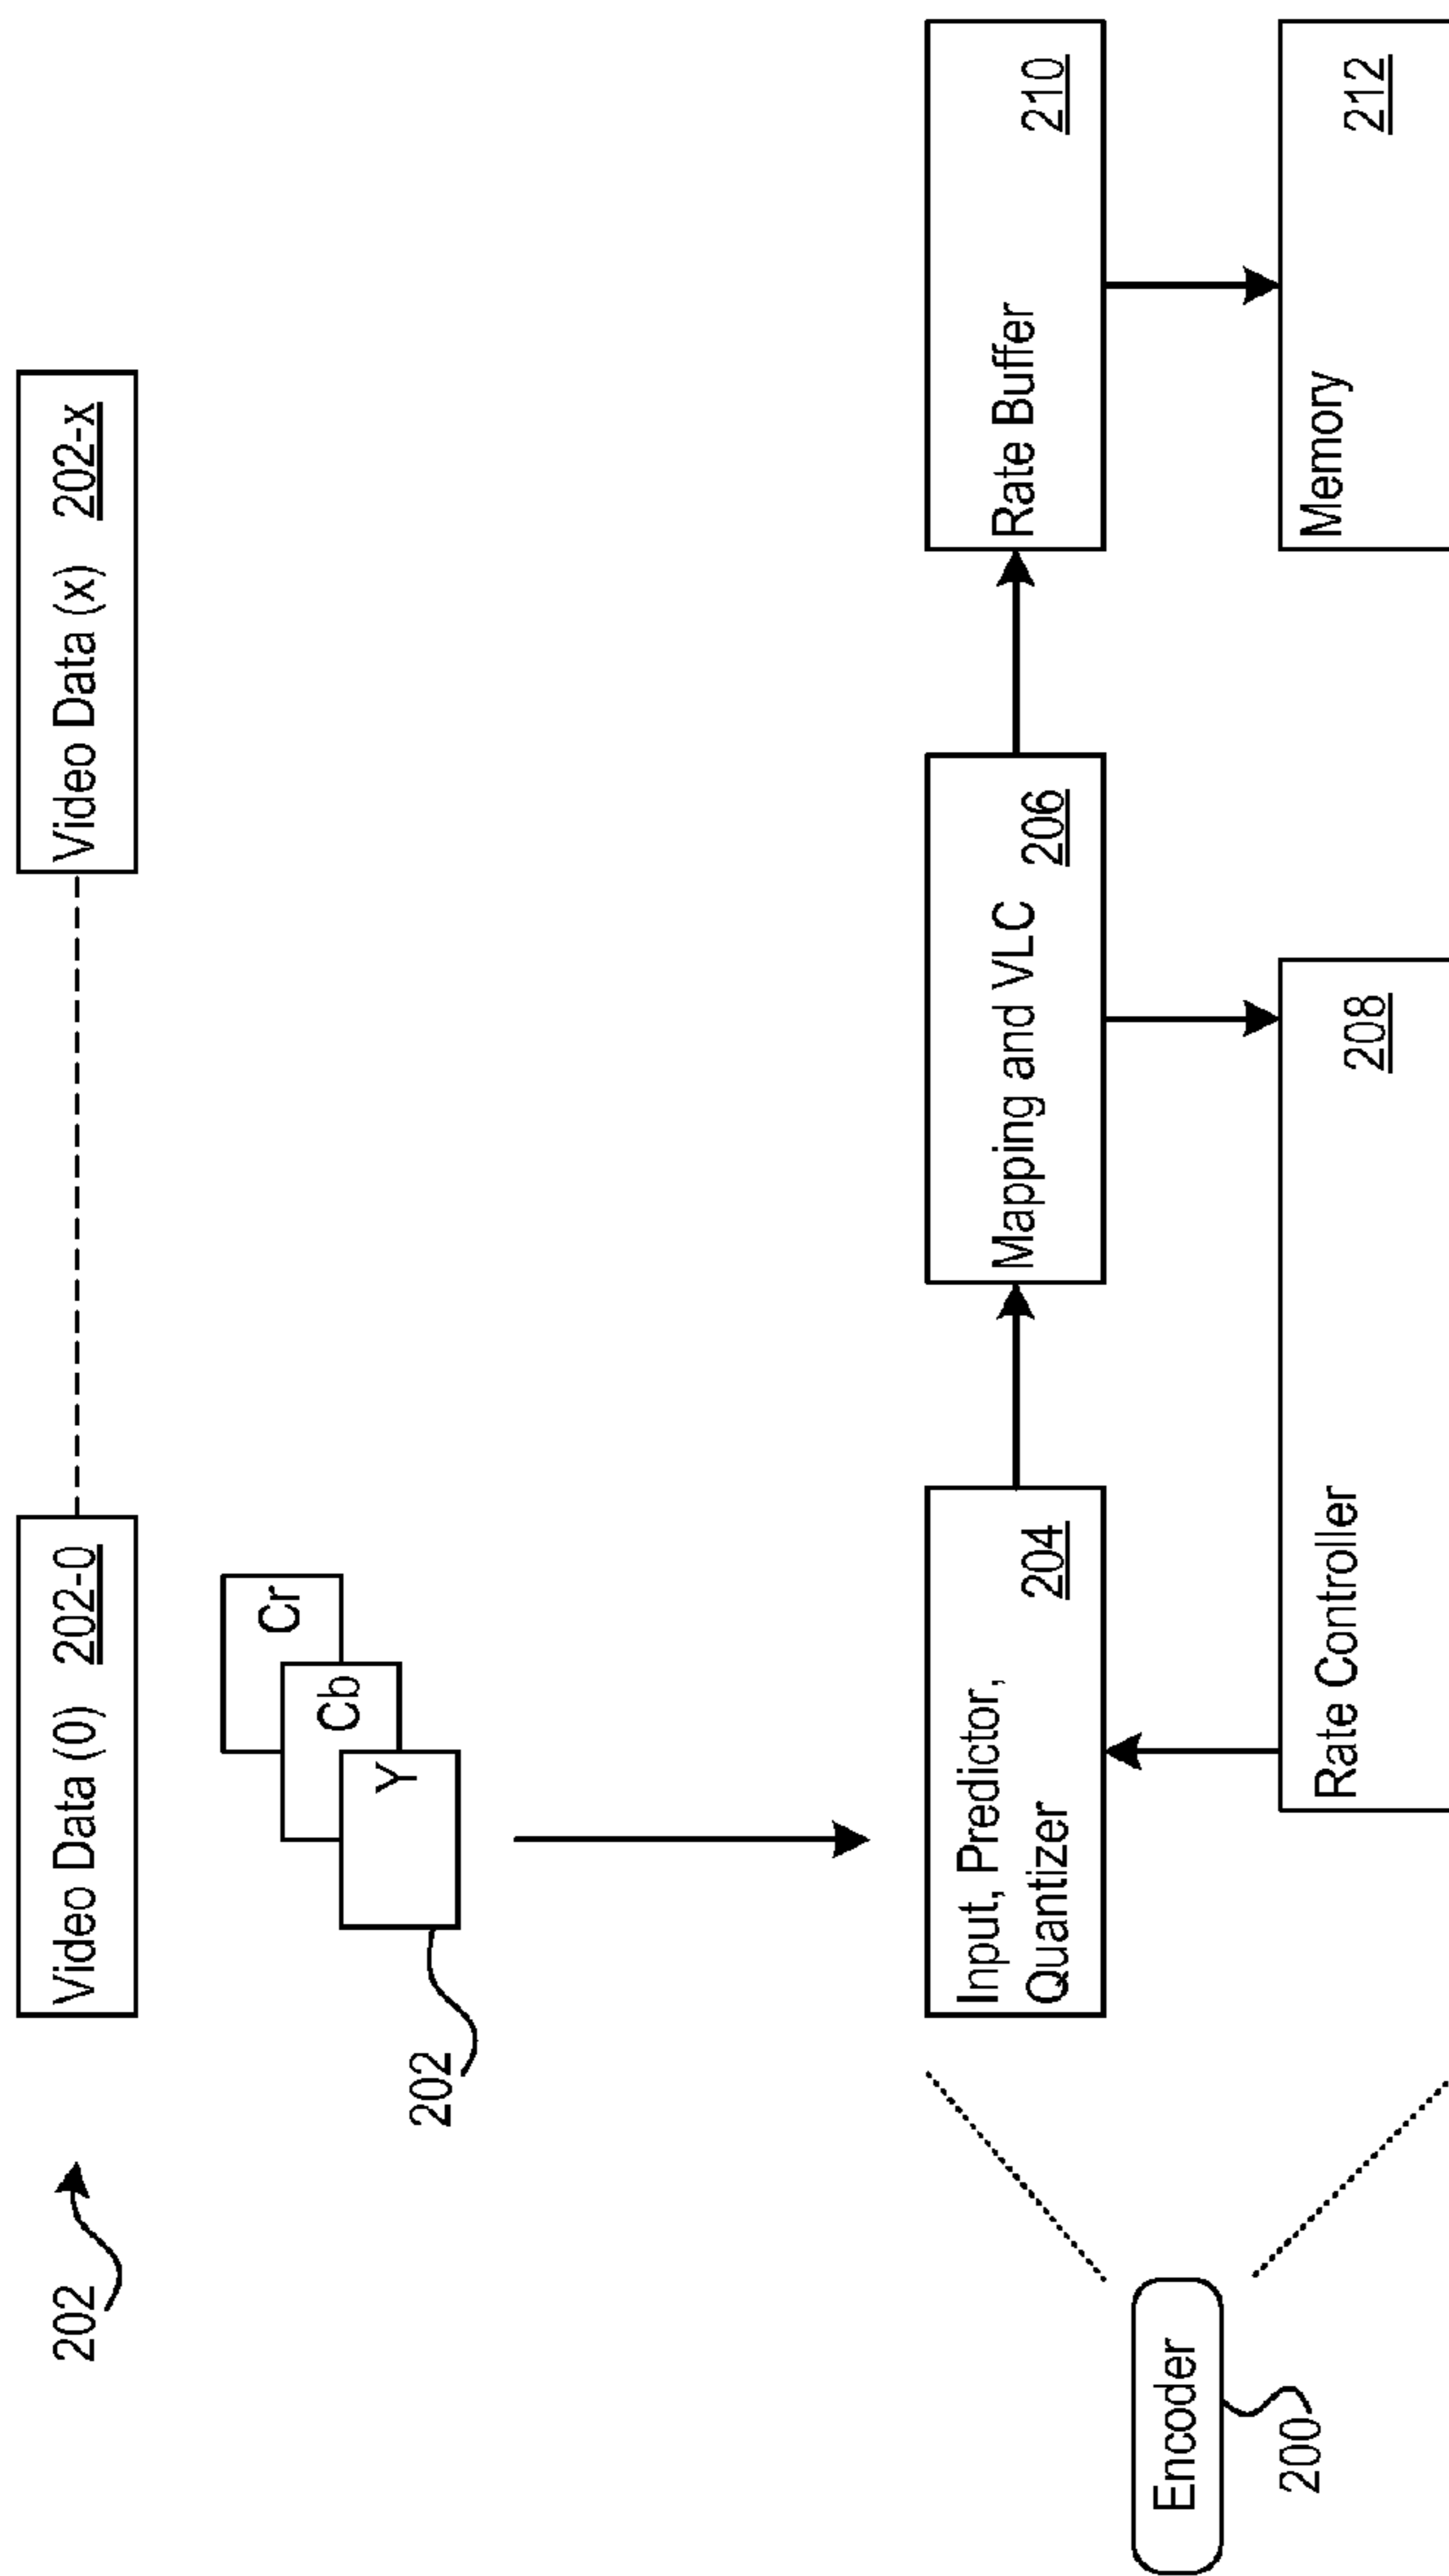 202
Video Data (0) 202-0
Video Data (x) 202-x
202
Y
Cb
Cr
Encoder
200
Input, Predictor,
Quantizer
204
Mapping and VLC 206
Rate Buffer
210
Rate Controller
208
Memory
212